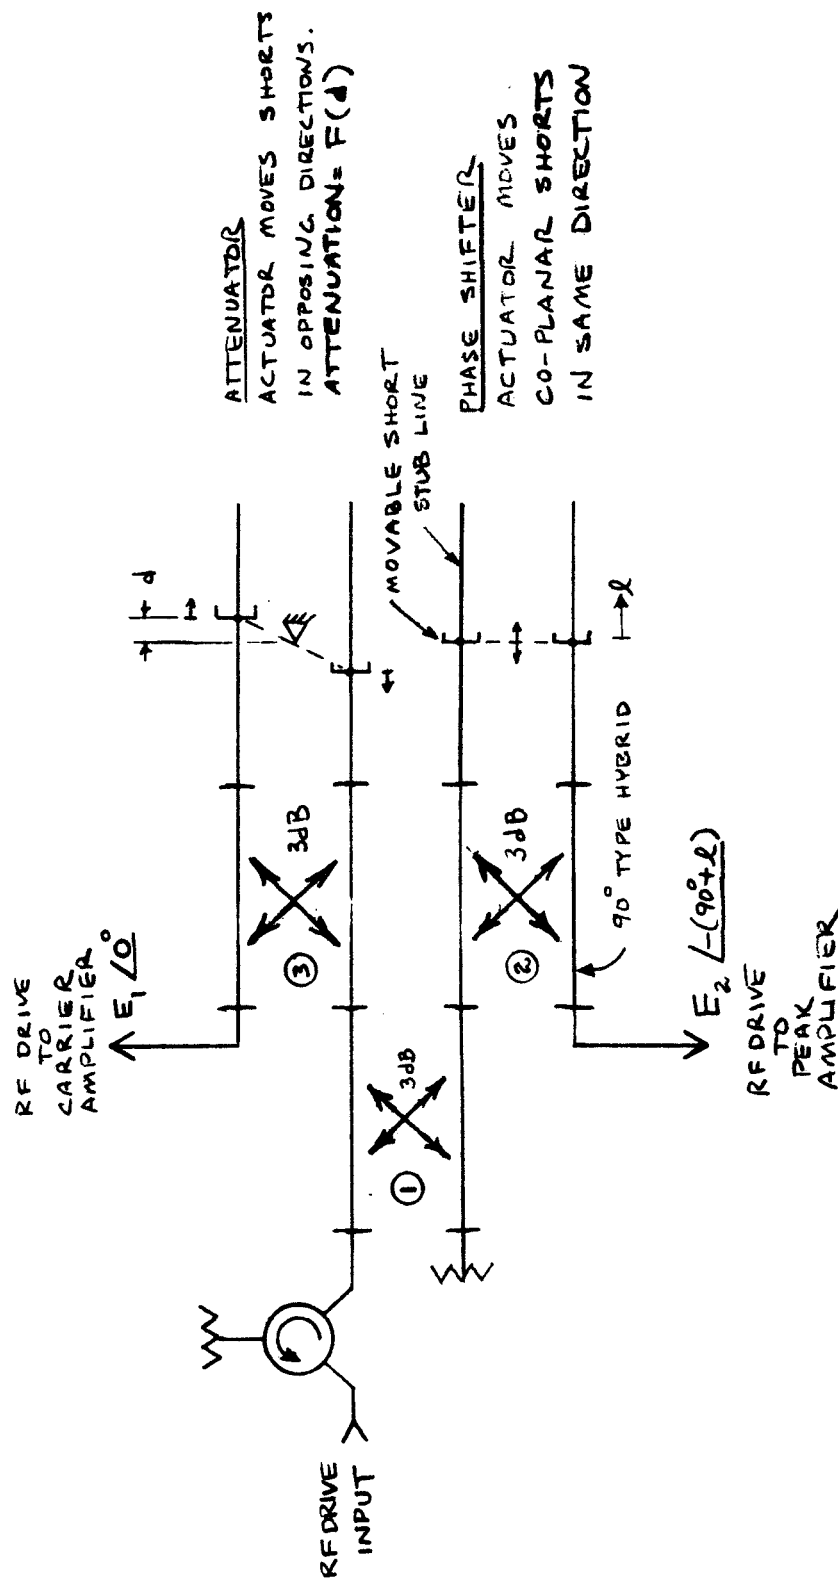 RF DRIVE
TO
CARRIER
AMPLIFIER
E₁ /0°
RF DRIVE
INPUT
①
3dB
③
3dB
②
3dB
d
ATTENUATOR
ACTUATOR MOVES SHORTS
IN OPPOSING DIRECTIONS.
ATTENUATION = F(d)
MOVABLE SHORT
STUB LINE
PHASE SHIFTER
ACTUATOR MOVES
CO-PLANAR SHORTS
IN SAME DIRECTION
ℓ
90° TYPE HYBRID
E₂ /-(90°+ℓ)
RF DRIVE
TO
PEAK
AMPLIFIER